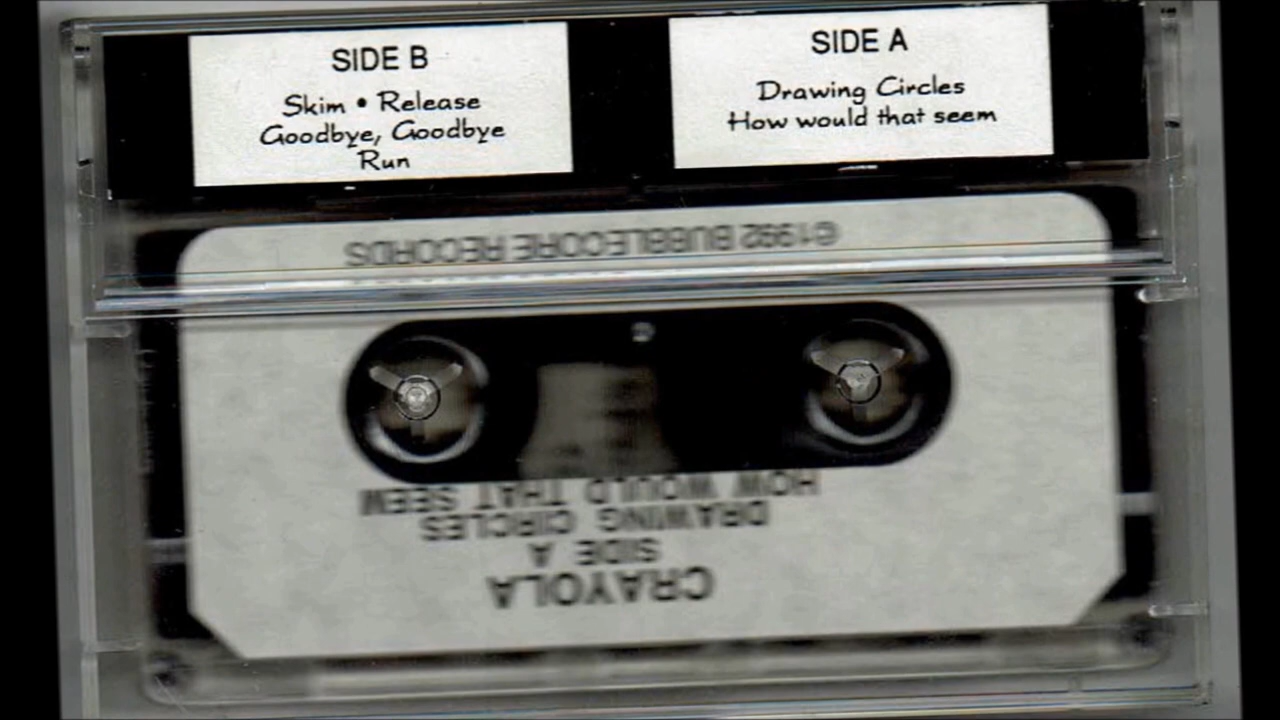 SIDE B
Skim • Release
Goodbye, Goodbye
Run
SIDE A
Drawing Circles
How would that seem
CRAYOLA
SIDE A
DRAWING CIRCLES
HOW WOULD THAT SEEM
©1992 BUBBLECORE RECORDS